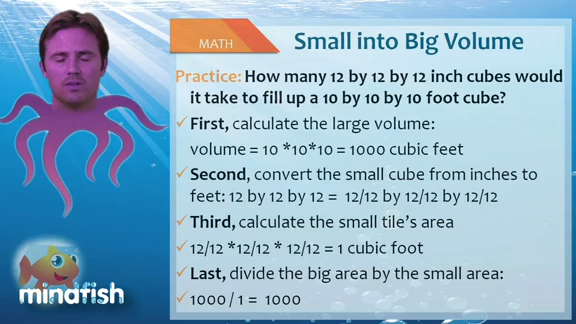 MATH
Small into Big Volume
Practice: How many 12 by 12 by 12 inch cubes would
it take to fill up a 10 by 10 by 10 foot cube?
First, calculate the large volume:
volume = 10 *10*10 = 1000 cubic feet
Second, convert the small cube from inches to
feet: 12 by 12 by 12 = 12/12 by 12/12 by 12/12
Third, calculate the small tile's area
12/12 *12/12 * 12/12 = 1 cubic foot
Last, divide the big area by the small area:
1000 / 1 = 1000
mindfish